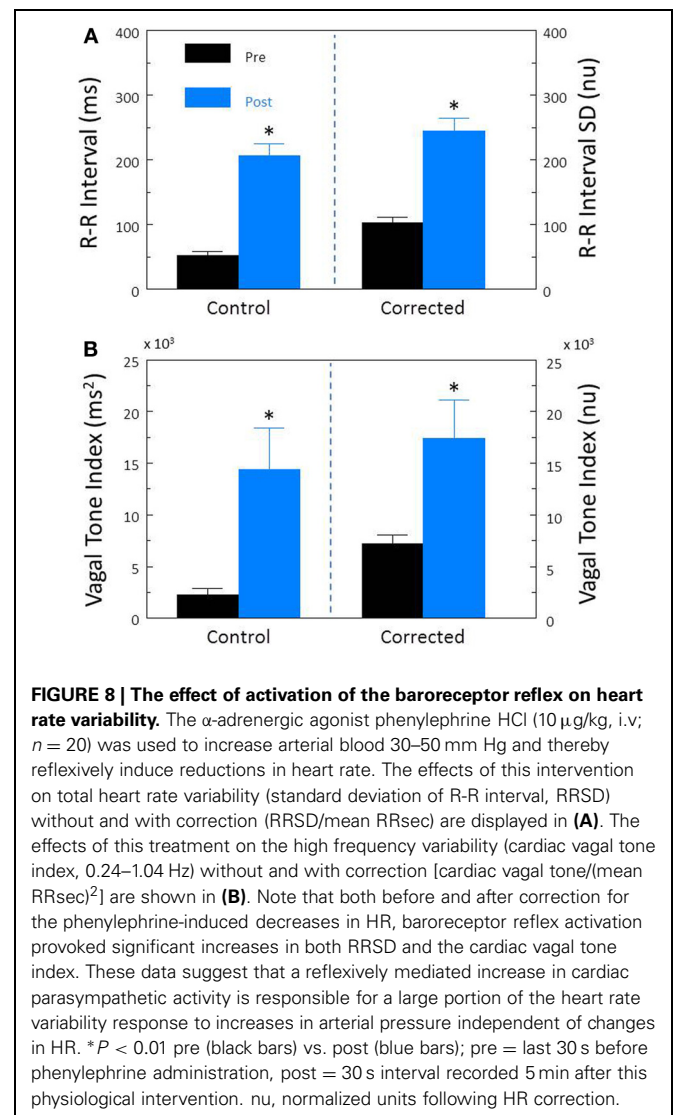 A
400
300
200
100
0
R-R Interval (ms)
Pre
Post
*
*
400
300
200
100
0
R-R Interval SD (nu)
Control
Corrected
B
x 10³
25
20
15
10
5
0
Vagal Tone Index (ms²)
*
*
x 10³
25
20
15
10
5
0
Vagal Tone Index (nu)
Control
Corrected
FIGURE 8 | The effect of activation of the baroreceptor reflex on heart
rate variability. The α-adrenergic agonist phenylephrine HCl (10 μg/kg, i.v;
n = 20) was used to increase arterial blood 30–50 mm Hg and thereby
reflexively induce reductions in heart rate. The effects of this intervention
on total heart rate variability (standard deviation of R-R interval, RRSD)
without and with correction (RRSD/mean RRsec) are displayed in (A). The
effects of this treatment on the high frequency variability (cardiac vagal tone
index, 0.24–1.04 Hz) without and with correction [cardiac vagal tone/(mean
RRsec)²] are shown in (B). Note that both before and after correction for
the phenylephrine-induced decreases in HR, baroreceptor reflex activation
provoked significant increases in both RRSD and the cardiac vagal tone
index. These data suggest that a reflexively mediated increase in cardiac
parasympathetic activity is responsible for a large portion of the heart rate
variability response to increases in arterial pressure independent of changes
in HR. *P < 0.01 pre (black bars) vs. post (blue bars); pre = last 30 s before
phenylephrine administration, post = 30 s interval recorded 5 min after this
physiological intervention. nu, normalized units following HR correction.